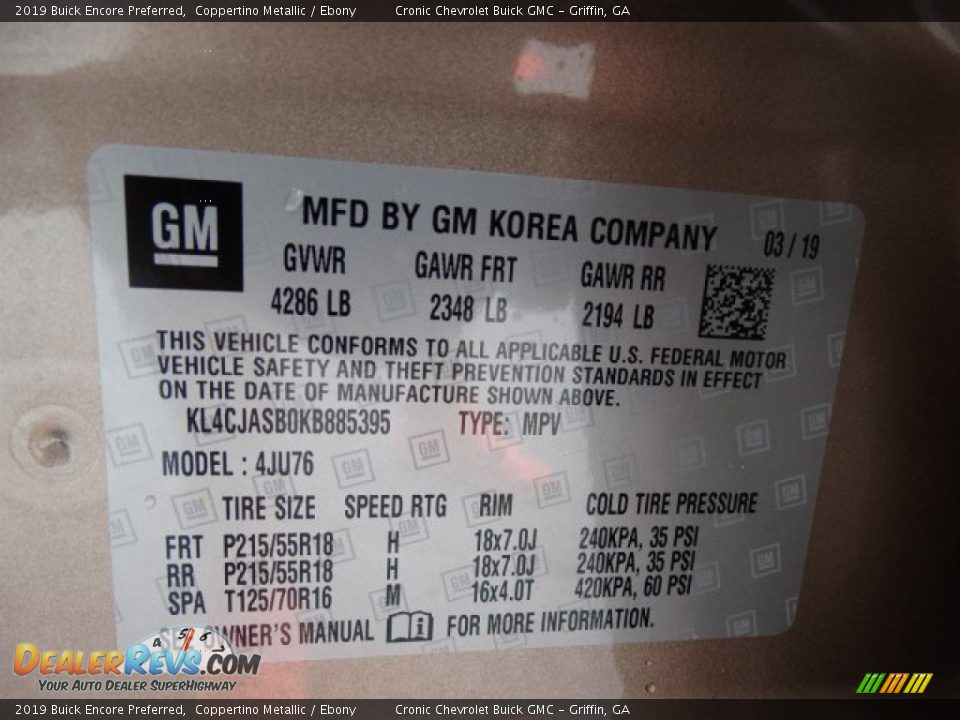 2019 Buick Encore Preferred, Coppertino Metallic / Ebony Cronic Chevrolet Buick GMC - Griffin, GA
GM
MFD BY GM KOREA COMPANY 03 / 19
GVWR GAWR FRT GAWR RR
4286 LB 2348 LB 2194 LB
THIS VEHICLE CONFORMS TO ALL APPLICABLE U.S. FEDERAL MOTOR
VEHICLE SAFETY AND THEFT PREVENTION STANDARDS IN EFFECT
ON THE DATE OF MANUFACTURE SHOWN ABOVE.
KL4CJASB0KB885395 TYPE: MPV
MODEL : 4JU76
TIRE SIZE SPEED RTG RIM COLD TIRE PRESSURE
FRT P215/55R18 H 18x7.0J 240KPA, 35 PSI
RR P215/55R18 H 18x7.0J 240KPA, 35 PSI
SPA T125/70R16 M 16x4.0T 420KPA, 60 PSI
SEE OWNER'S MANUAL FOR MORE INFORMATION.
4 5 6
DEALERREVS.COM
YOUR AUTO DEALER SUPERHIGHWAY
2019 Buick Encore Preferred, Coppertino Metallic / Ebony Cronic Chevrolet Buick GMC - Griffin, GA